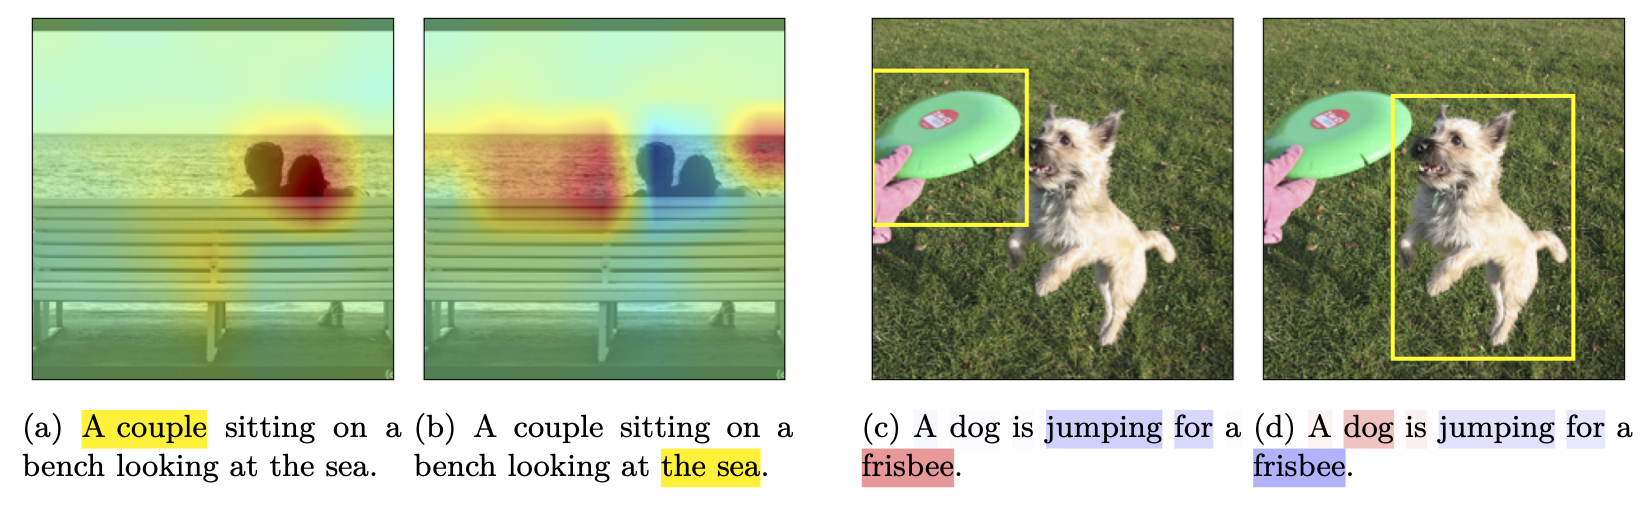 (a) A couple sitting on a
bench looking at the sea.
(b) A couple sitting on a
bench looking at the sea.
(c) A dog is jumping for a
frisbee.
(d) A dog is jumping for a
frisbee.